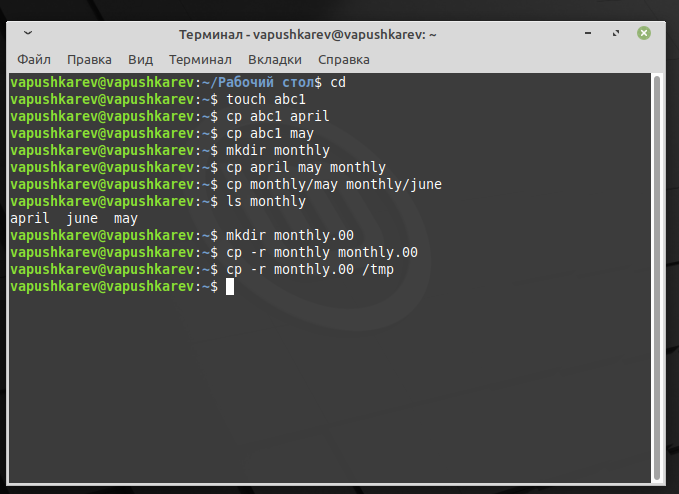 Терминал - vapushkarev@vapushkarev: ~
Файл Правка Вид Терминал Вкладки Справка
vapushkarev@vapushkarev:~/Рабочий стол$ cd
vapushkarev@vapushkarev:~$ touch abc1
vapushkarev@vapushkarev:~$ cp abc1 april
vapushkarev@vapushkarev:~$ cp abc1 may
vapushkarev@vapushkarev:~$ mkdir monthly
vapushkarev@vapushkarev:~$ cp april may monthly
vapushkarev@vapushkarev:~$ cp monthly/may monthly/june
vapushkarev@vapushkarev:~$ ls monthly
april  june  may
vapushkarev@vapushkarev:~$ mkdir monthly.00
vapushkarev@vapushkarev:~$ cp -r monthly monthly.00
vapushkarev@vapushkarev:~$ cp -r monthly.00 /tmp
vapushkarev@vapushkarev:~$